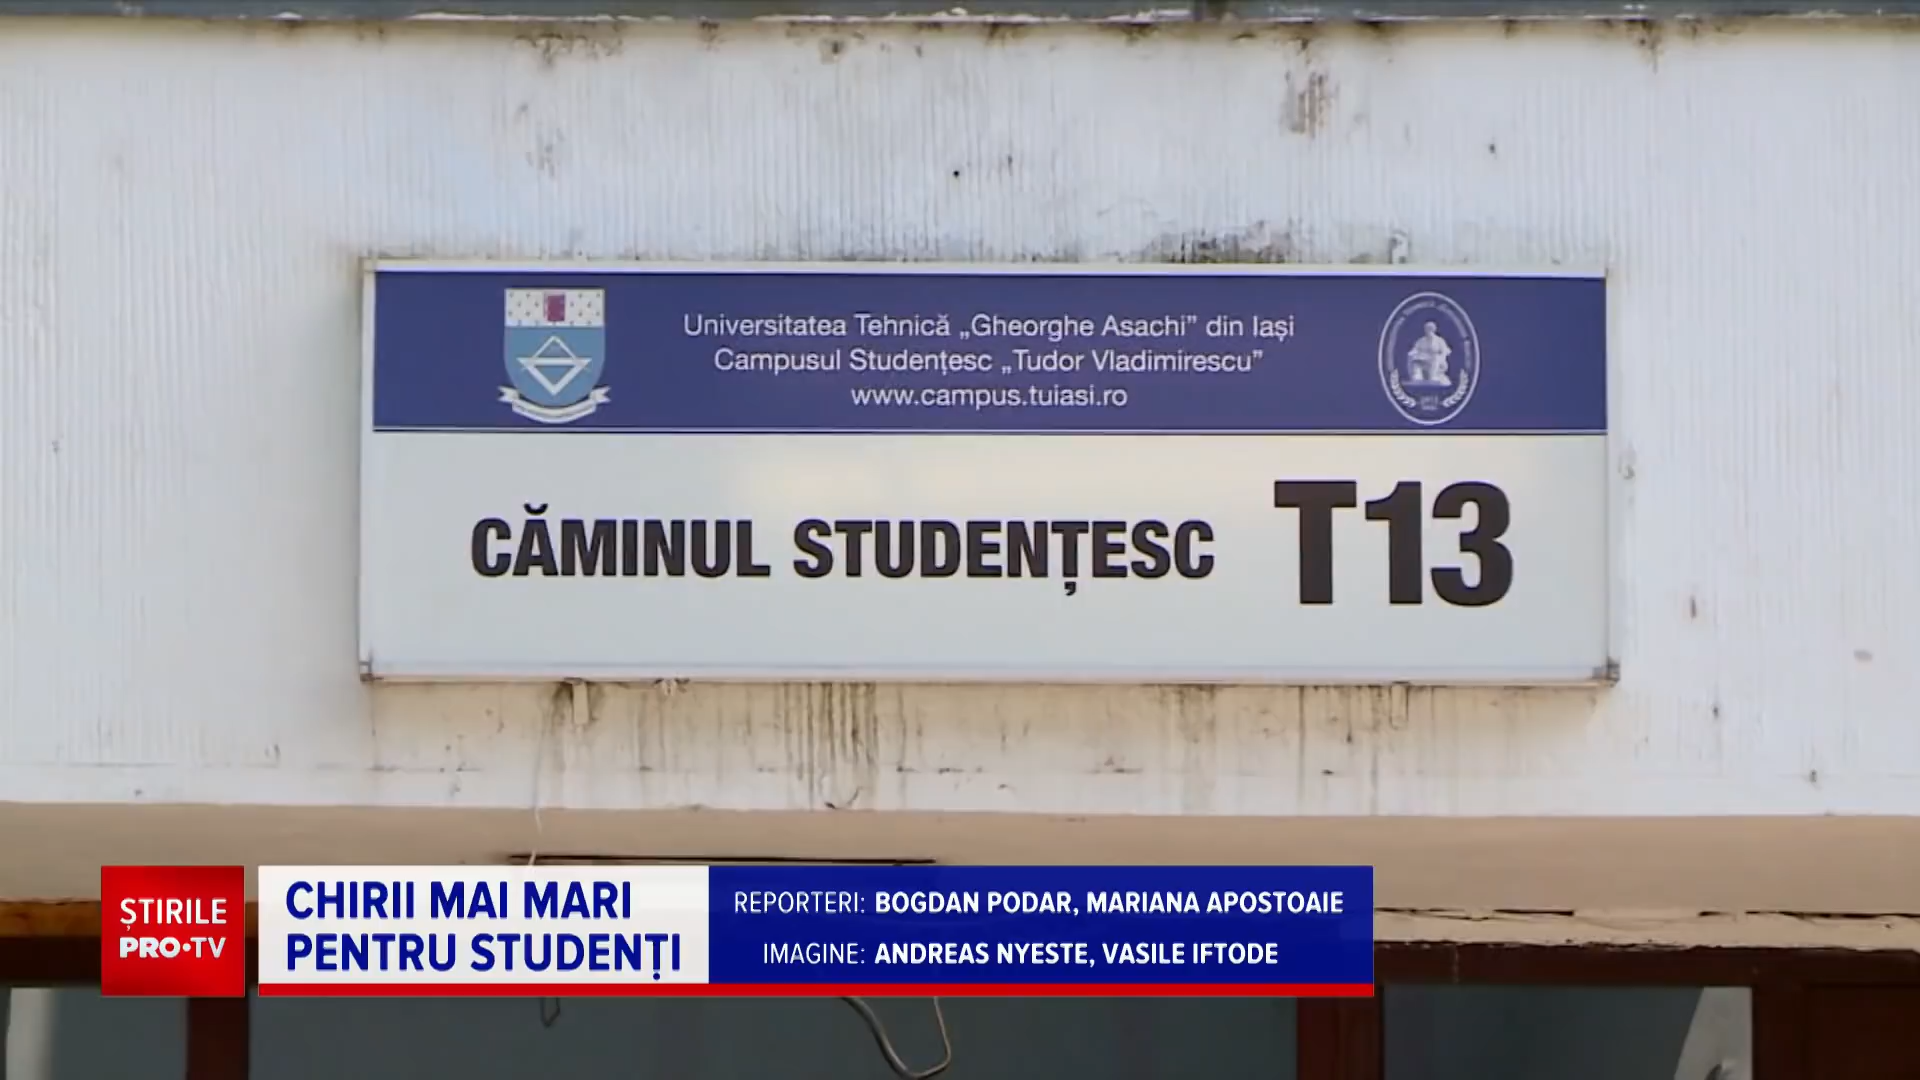 Universitatea Tehnică „Gheorghe Asachi” din Iași
Campusul Studențesc „Tudor Vladimirescu”
www.campus.tuiasi.ro
CĂMINUL STUDENȚESC T13
ȘTIRILE
PRO•TV
CHIRII MAI MARI
PENTRU STUDENȚI
REPORTERI: BOGDAN PODAR, MARIANA APOSTOAIE
IMAGINE: ANDREAS NYESTE, VASILE IFTODE